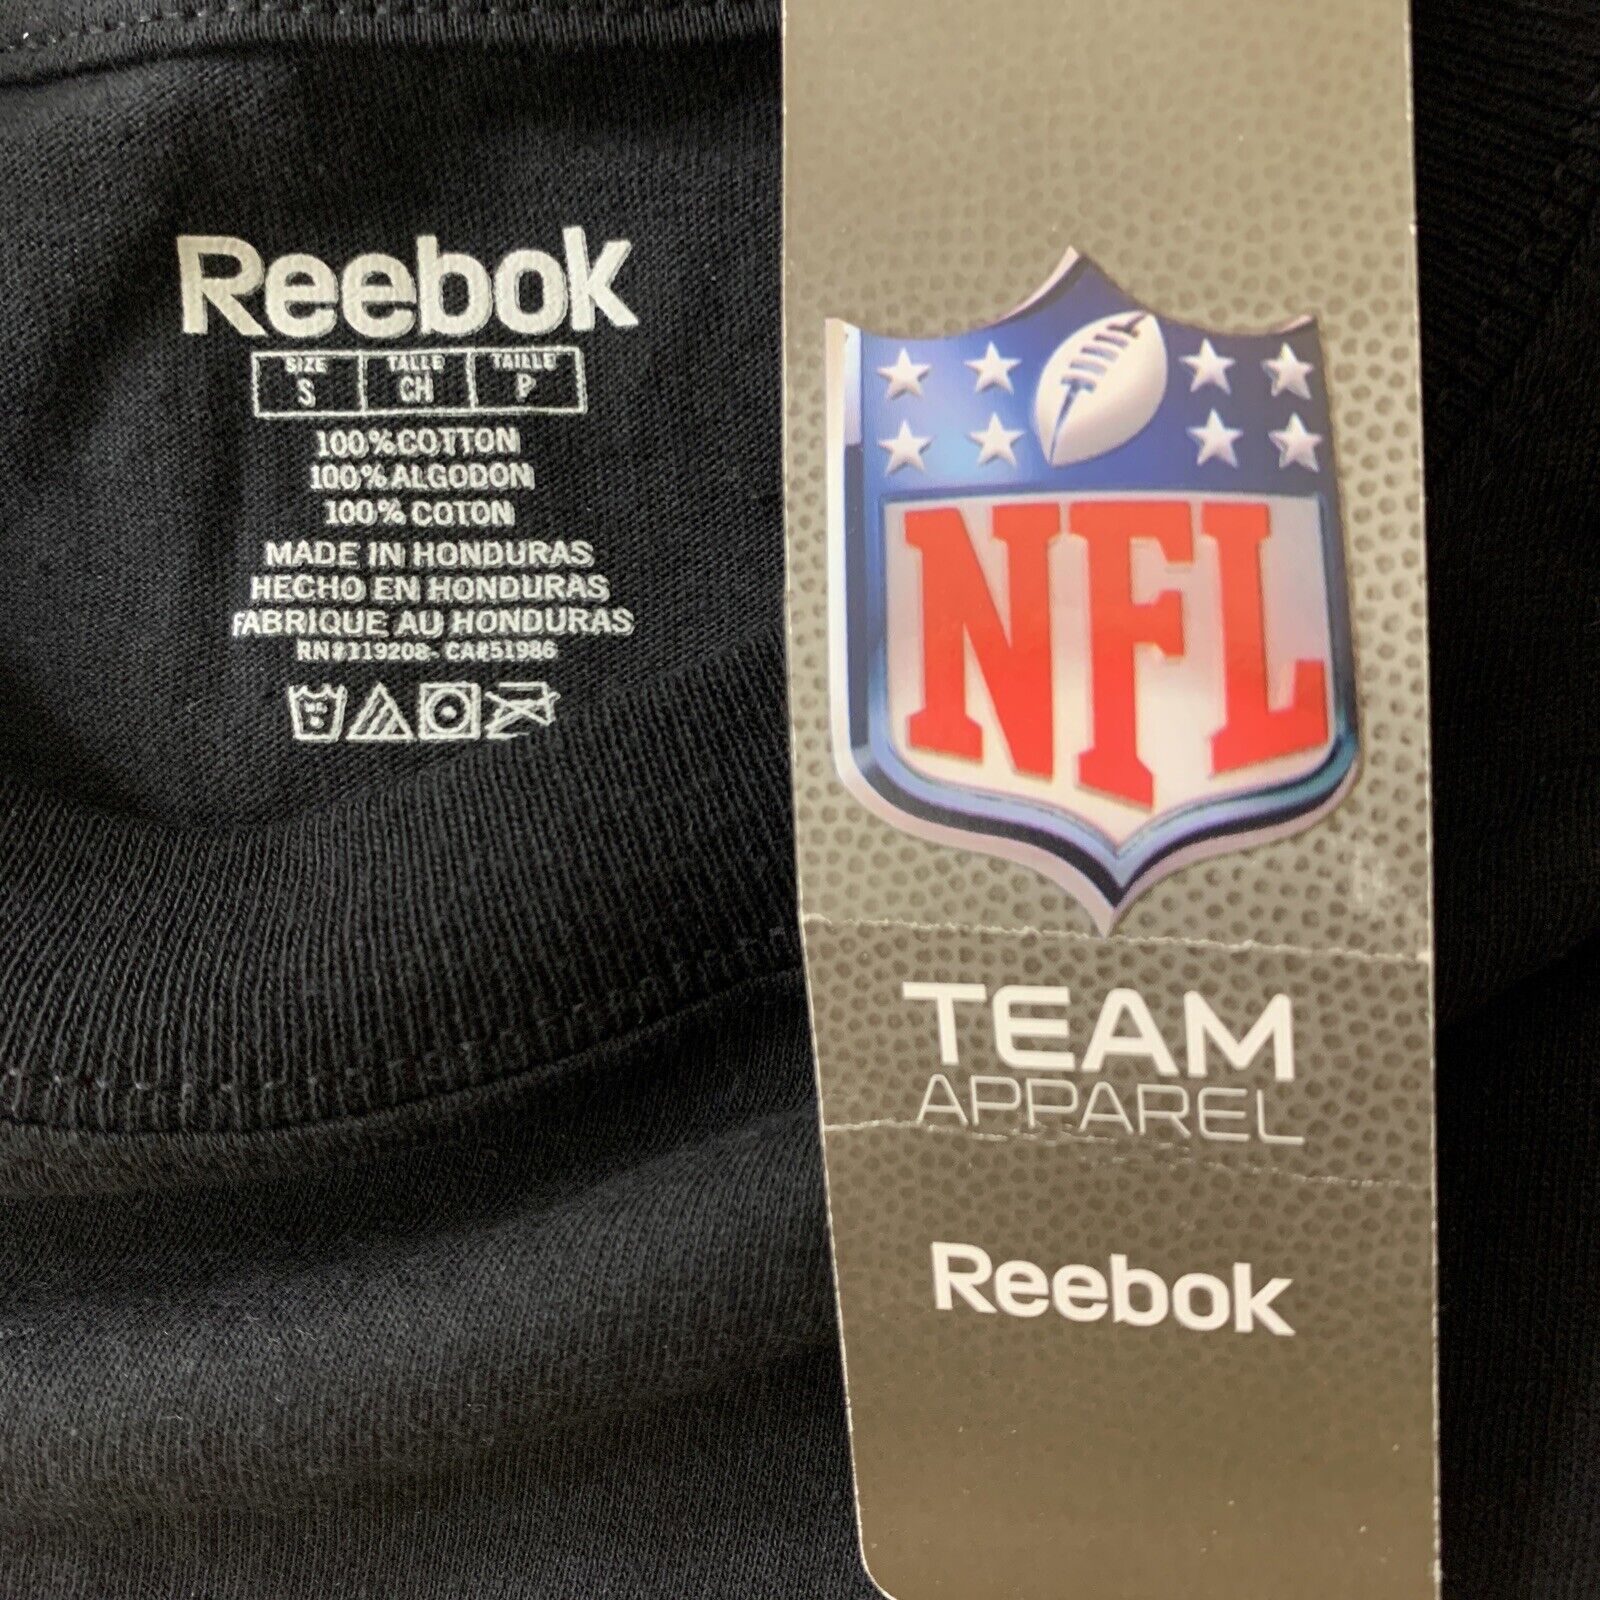 Reebok
SIZE TALLE TAILLE
S CH P
100%COTTON
100% ALGODON
100% COTON
MADE IN HONDURAS
HECHO EN HONDURAS
FABRIQUE AU HONDURAS
RN#119208- CA#51986
NFL
TEAM
APPAREL
Reebok